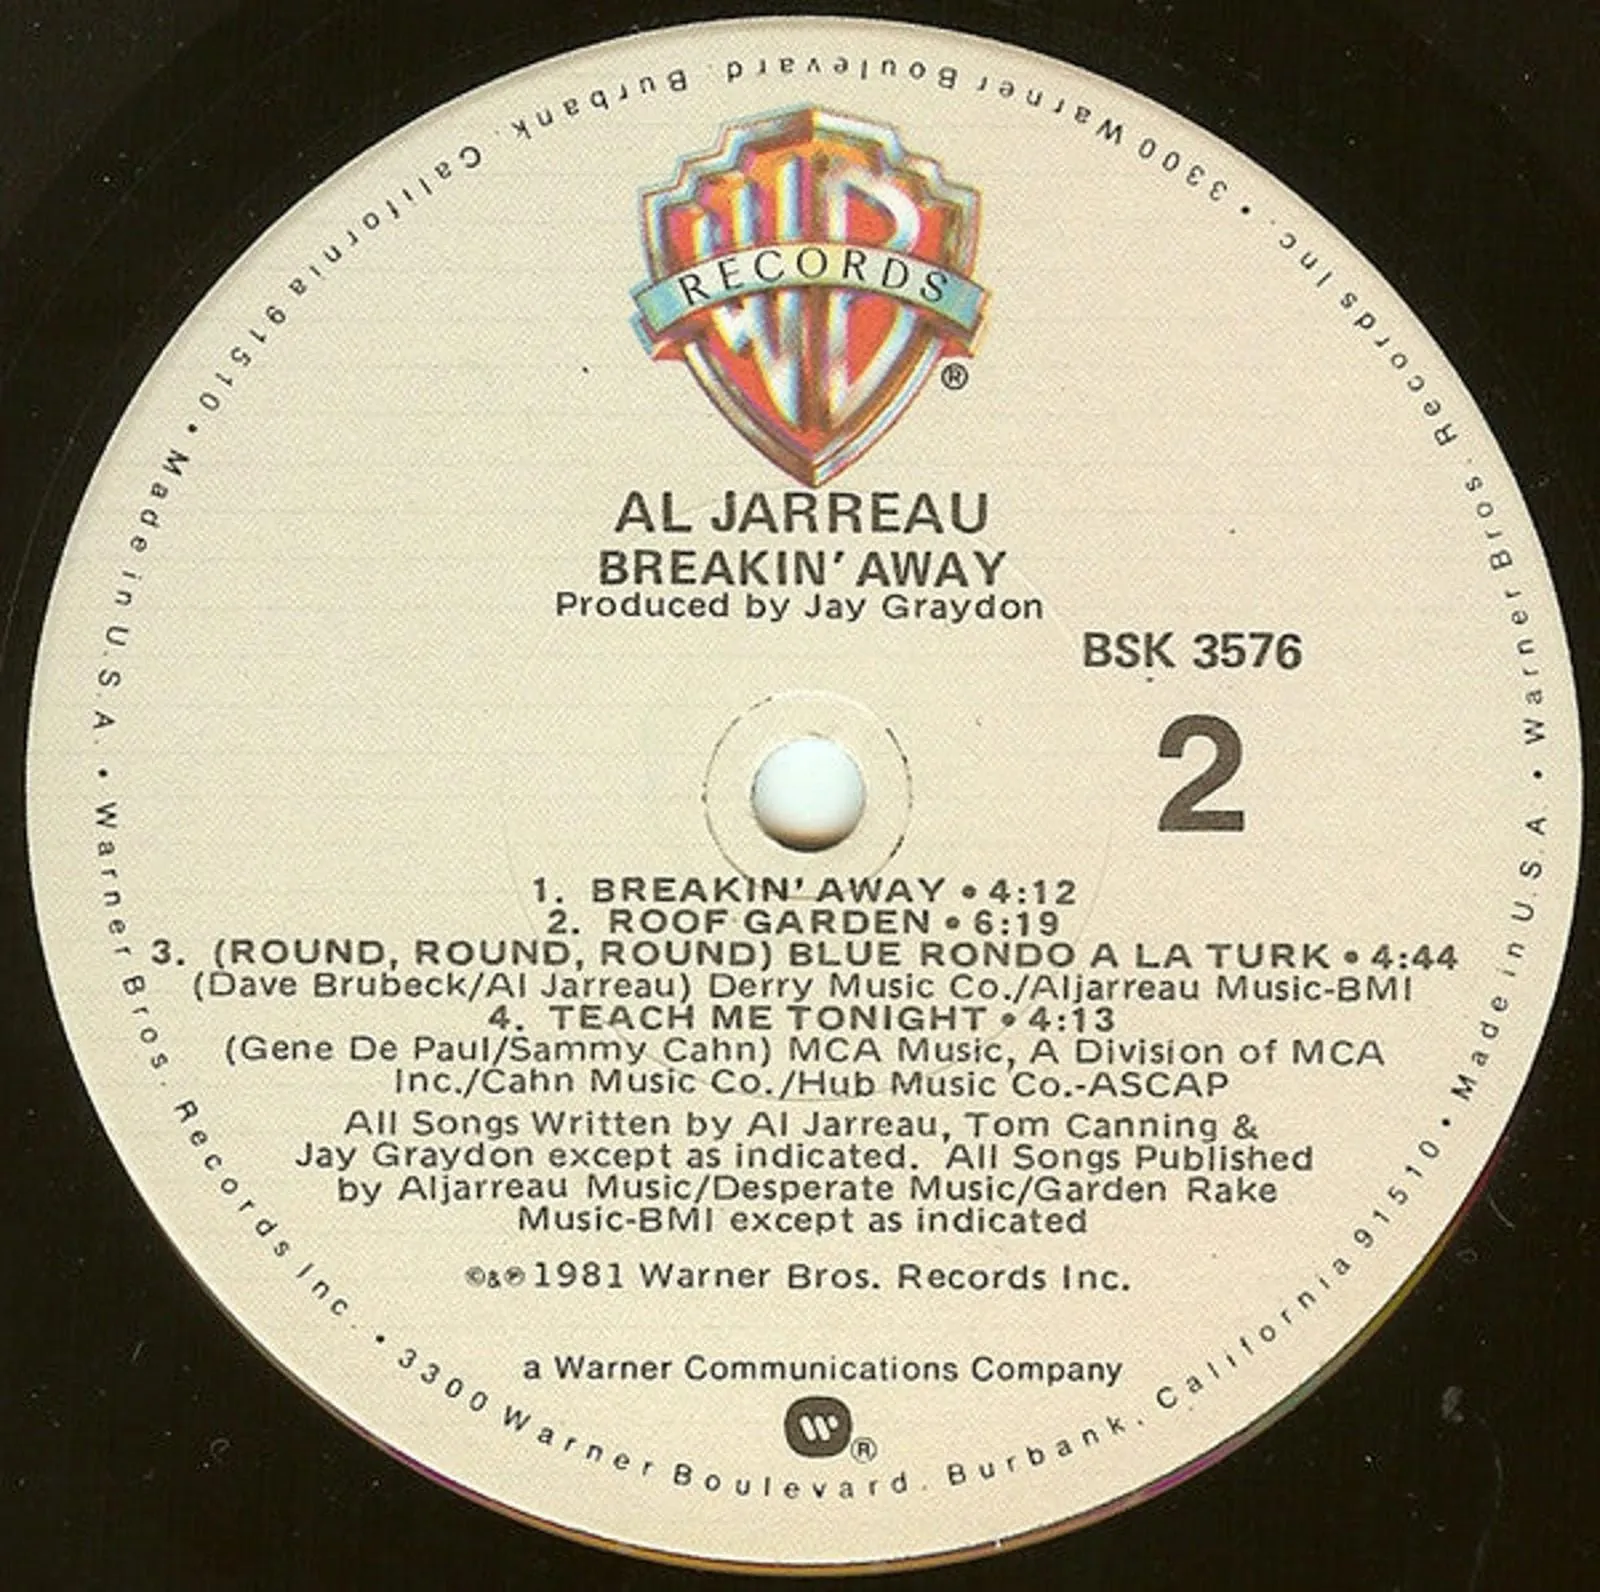 WB
RECORDS
®
AL JARREAU
BREAKIN' AWAY
Produced by Jay Graydon
BSK 3576
2
1. BREAKIN' AWAY • 4:12
2. ROOF GARDEN • 6:19
3. (ROUND, ROUND, ROUND) BLUE RONDO A LA TURK • 4:44
(Dave Brubeck/Al Jarreau) Derry Music Co./Aljarreau Music-BMI
4. TEACH ME TONIGHT • 4:13
(Gene De Paul/Sammy Cahn) MCA Music, A Division of MCA
Inc./Cahn Music Co./Hub Music Co.-ASCAP
All Songs Written by Al Jarreau, Tom Canning &
Jay Graydon except as indicated. All Songs Published
by Aljarreau Music/Desperate Music/Garden Rake
Music-BMI except as indicated
©&℗ 1981 Warner Bros. Records Inc.
a Warner Communications Company
®
Warner Bros. Records Inc. • 3300 Warner Boulevard. Burbank. California 91510 • Made in U.S.A. • Warner Bros. Records Inc. • 3300 Warner Boulevard. Burbank. California 91510 • Made in U.S.A. •